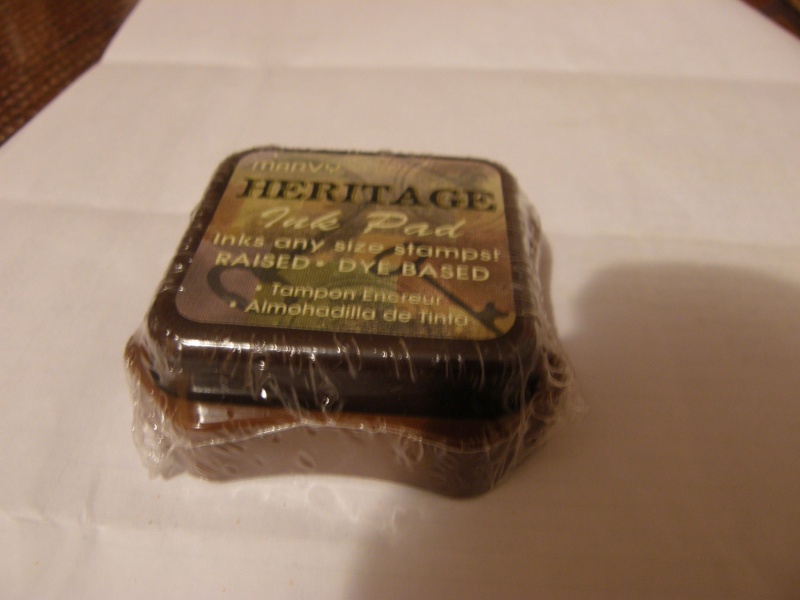 MARVY
HERITAGE
Ink Pad
Inks any size stamps!
RAISED • DYE BASED
• Tampon Encreur
• Almohadilla de Tinta